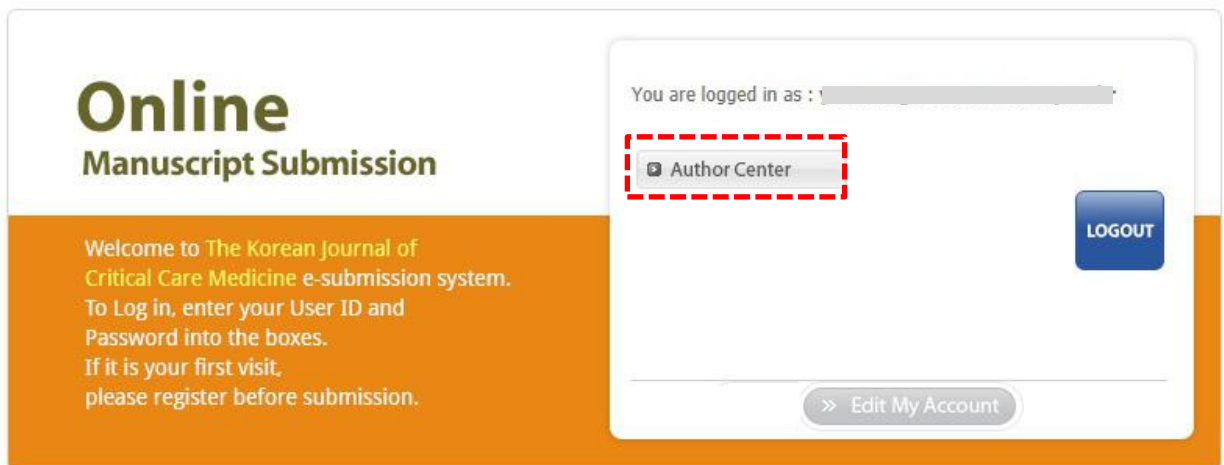 Online
Manuscript Submission
Welcome to The Korean Journal of
Critical Care Medicine e-submission system.
To Log in, enter your User ID and
Password into the boxes.
If it is your first visit,
please register before submission.
You are logged in as :
Author Center
LOGOUT
» Edit My Account